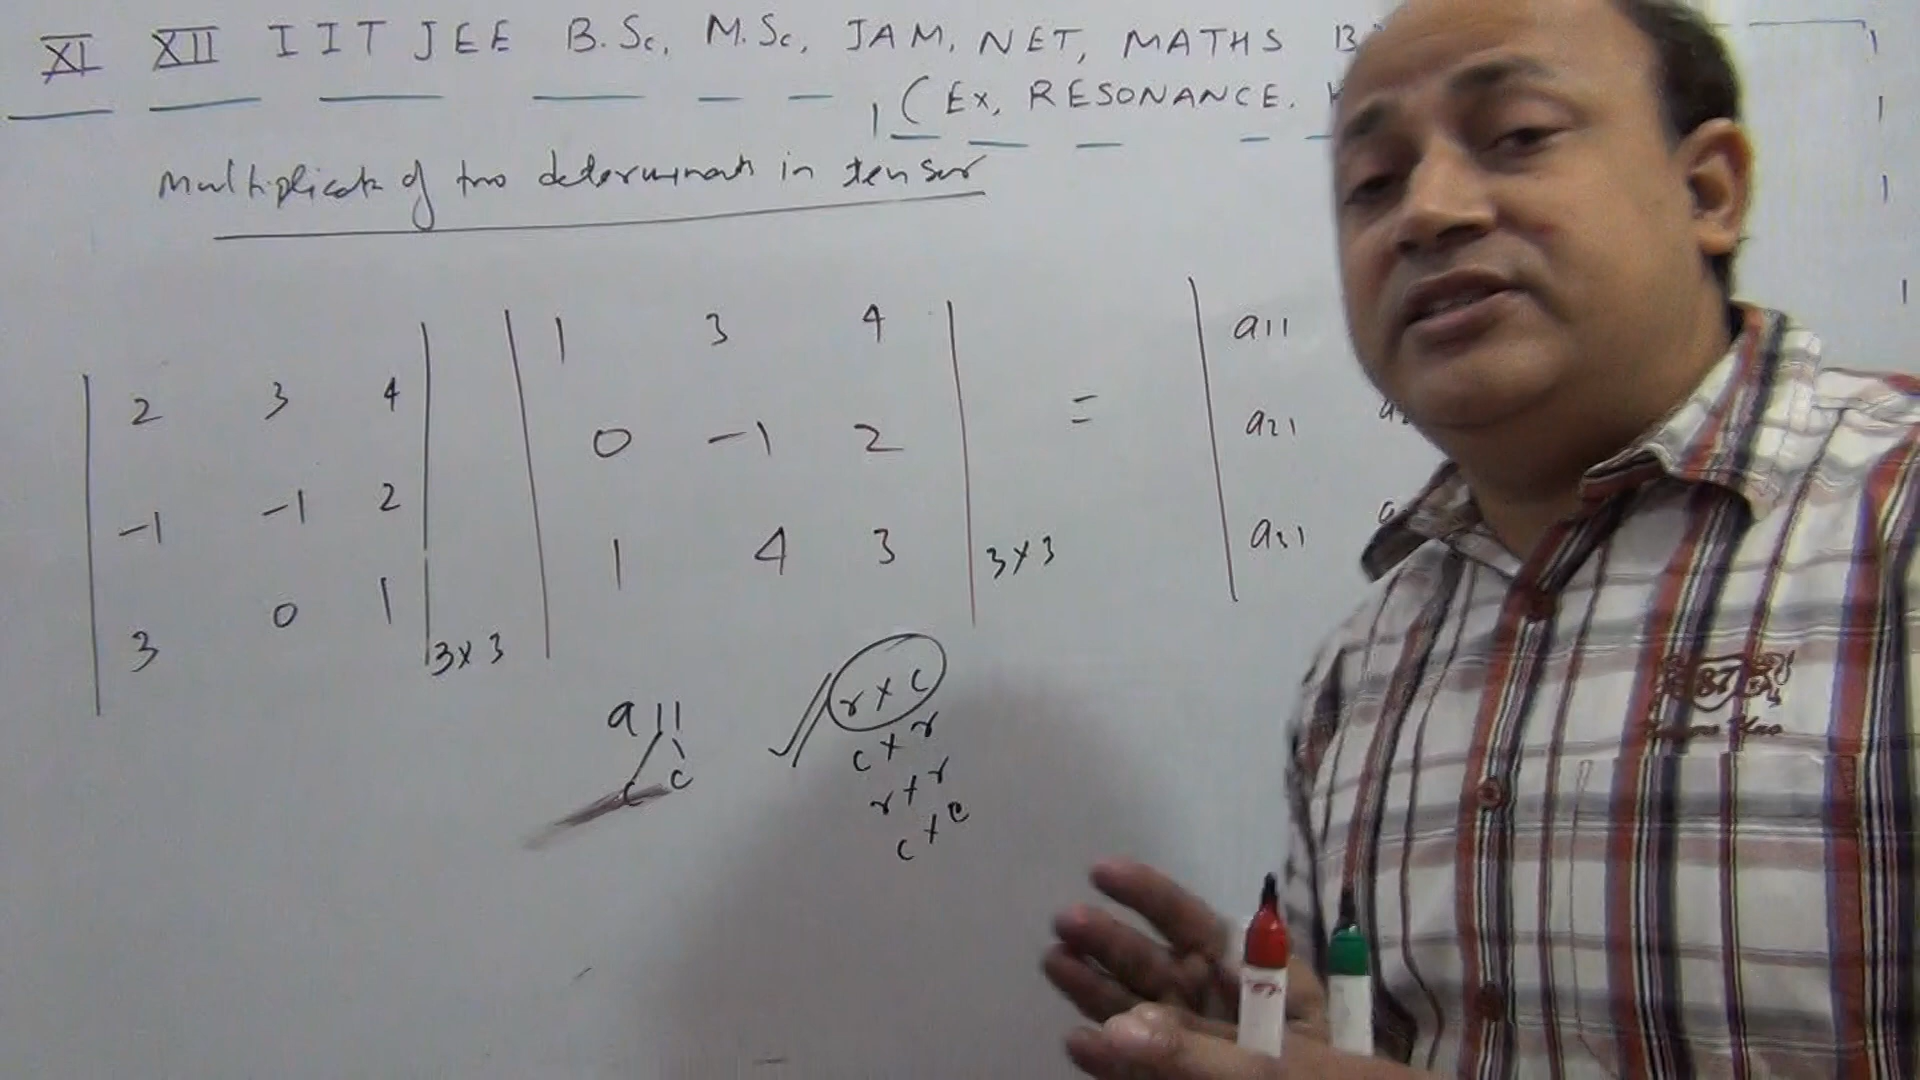 XI XII IIT JEE B.Sc, M.Sc, JAM, NET, MATHS
(Ex, RESONANCE.
Multiplicat of two determinants in tensor
2 3 4
-1 -1 2
3 0 1
3x3
1 3 4
0 -1 2
1 4 3
3x3
=
a11
a21
a31
a11
c c
r x c
c x r
r x r
c x c
87